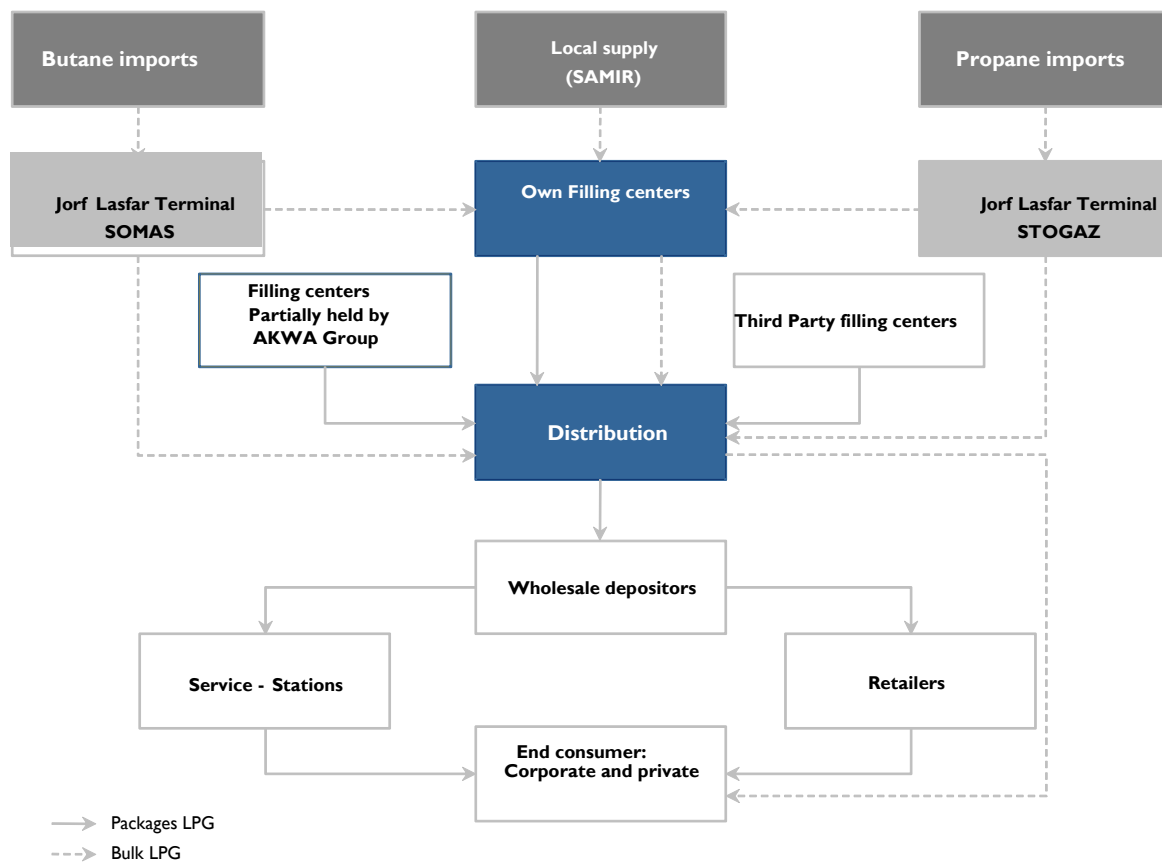 Butane imports
Local supply
(SAMIR)
Propane imports
Jorf Lasfar Terminal
SOMAS
Own Filling centers
Jorf Lasfar Terminal
STOGAZ
Filling centers
Partially held by
AKWA Group
Third Party filling centers
Distribution
Wholesale depositors
Service - Stations
Retailers
End consumer:
Corporate and private
Packages LPG
Bulk LPG